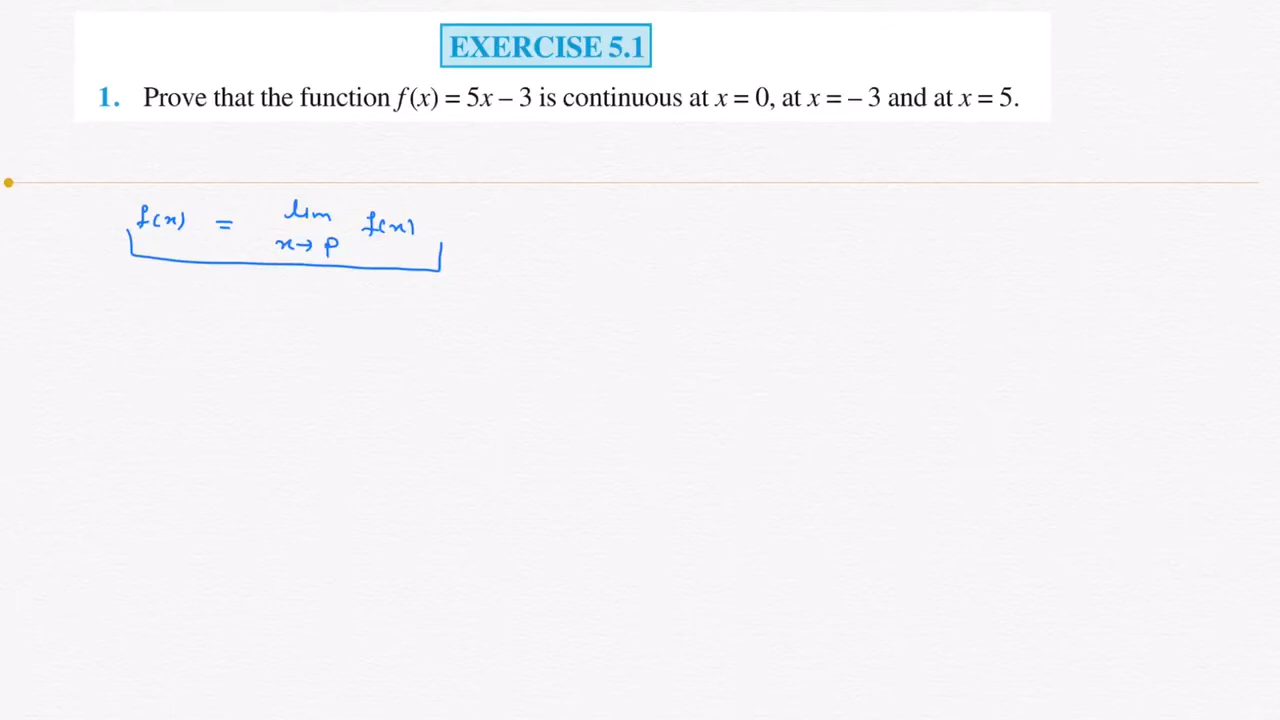 EXERCISE 5.1
1. Prove that the function f (x) = 5x – 3 is continuous at x = 0, at x = – 3 and at x = 5.
f(x) = lim f(x)
x→ p